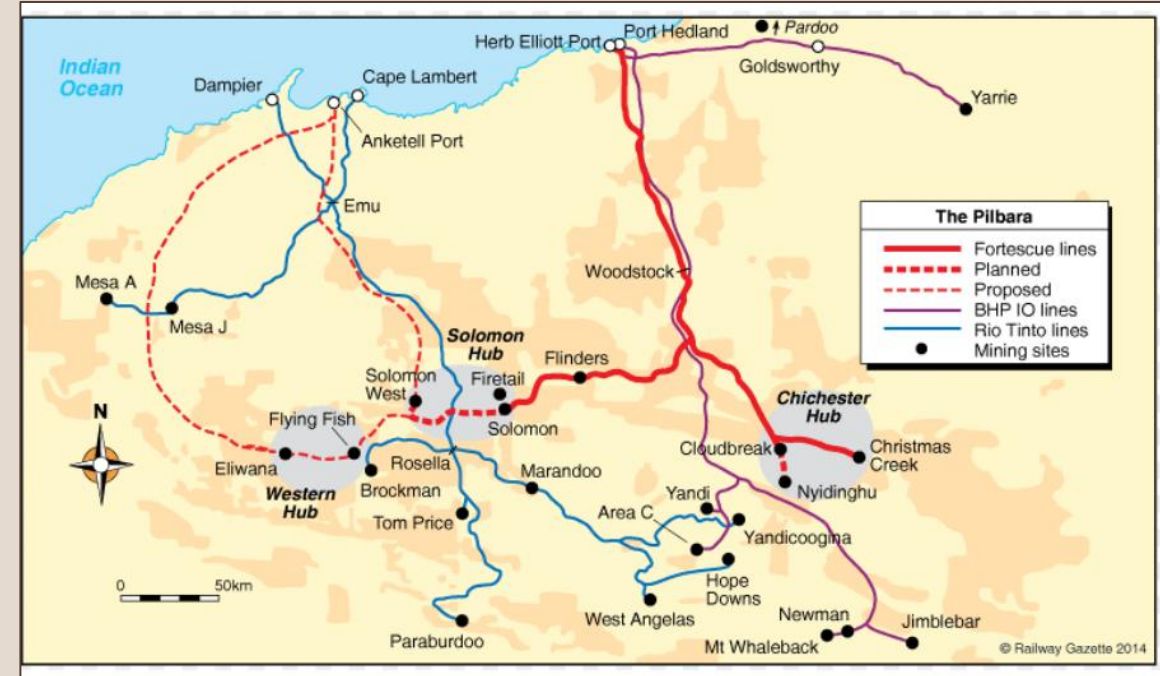 Herb Elliott Port
Port Hedland
Pardoo
Goldsworthy
Yarrie
Indian
Ocean
Dampier
Cape Lambert
Anketell Port
Emu
The Pilbara
Fortescue lines
Planned
Proposed
BHP IO lines
Rio Tinto lines
Mining sites
Woodstock
Mesa A
Mesa J
Solomon
Hub
Flinders
Solomon
West
Firetail
Solomon
Chichester
Hub
N
Flying Fish
Eliwana
Western
Hub
Brockman
Rosella
Marandoo
Cloudbreak
Christmas
Creek
Nyidinghu
Tom Price
Yandi
Area C
Yandicoogina
Hope
Downs
0 50km
West Angelas
Paraburdoo
Newman
Mt Whaleback
Jimblebar
© Railway Gazette 2014